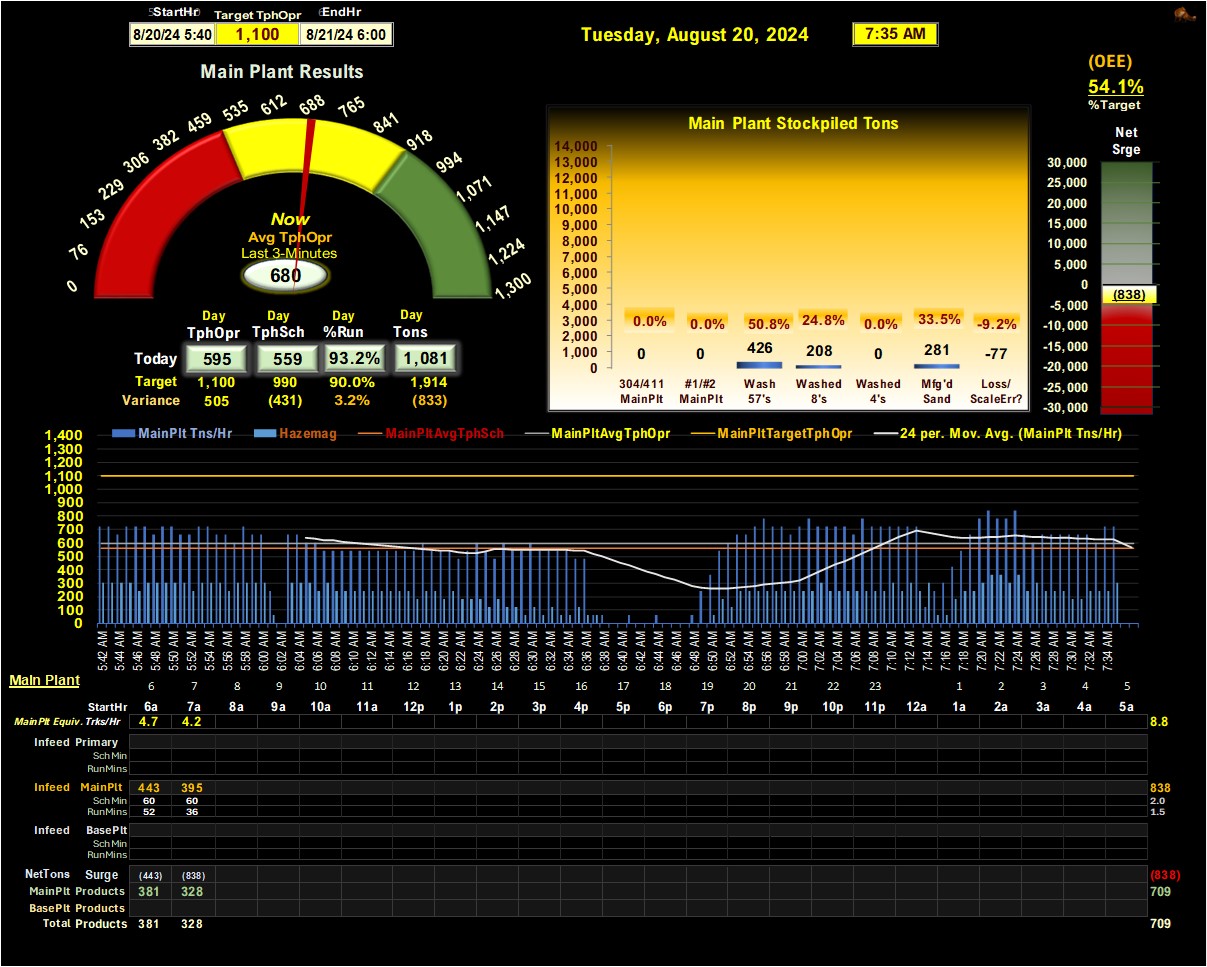 StartHr Target TphOpr EndHr
8/20/24 5:40 1,100 8/21/24 6:00
Tuesday, August 20, 2024 7:35 AM
(OEE)
54.1%
%Target
Main Plant Results
0 76 153 229 306 382 459 535 612 688 765 841 918 994 1,071 1,147 1,224 1,300
Now
Avg TphOpr
Last 3-Minutes
680
Day Day Day Day
TphOpr TphSch %Run Tons
Today 595 559 93.2% 1,081
Target 1,100 990 90.0% 1,914
Variance 505 (431) 3.2% (833)
Main Plant Stockpiled Tons
14,000
13,000
12,000
11,000
10,000
9,000
8,000
7,000
6,000
5,000
4,000
3,000
2,000
1,000
0
0.0% 0.0% 50.8% 24.8% 0.0% 33.5% -9.2%
0 0 426 208 0 281 -77
304/411 #1/#2 Wash Washed Washed Mfg'd Loss/
MainPlt MainPlt 57's 8's 4's Sand ScaleErr?
Net
Srge
30,000
25,000
20,000
15,000
10,000
5,000
0
(838)
-5,000
-10,000
-15,000
-20,000
-25,000
-30,000
MainPlt Tns/Hr Hazemag MainPltAvgTphSch MainPltAvgTphOpr MainPltTargetTphOpr 24 per. Mov. Avg. (MainPlt Tns/Hr)
1,400
1,300
1,200
1,100
1,000
900
800
700
600
500
400
300
200
100
0
5:42 AM 5:44 AM 5:46 AM 5:48 AM 5:50 AM 5:52 AM 5:54 AM 5:56 AM 5:58 AM 6:00 AM 6:02 AM 6:04 AM 6:06 AM 6:08 AM 6:10 AM 6:12 AM 6:14 AM 6:16 AM 6:18 AM 6:20 AM 6:22 AM 6:24 AM 6:26 AM 6:28 AM 6:30 AM 6:32 AM 6:34 AM 6:36 AM 6:38 AM 6:40 AM 6:42 AM 6:44 AM 6:46 AM 6:48 AM 6:50 AM 6:52 AM 6:54 AM 6:56 AM 6:58 AM 7:00 AM 7:02 AM 7:04 AM 7:06 AM 7:08 AM 7:10 AM 7:12 AM 7:14 AM 7:16 AM 7:18 AM 7:20 AM 7:22 AM 7:24 AM 7:26 AM 7:28 AM 7:30 AM 7:32 AM 7:34 AM
Main Plant
6 7 8 9 10 11 12 13 14 15 16 17 18 19 20 21 22 23 1 2 3 4 5
StartHr 6a 7a 8a 9a 10a 11a 12p 1p 2p 3p 4p 5p 6p 7p 8p 9p 10p 11p 12a 1a 2a 3a 4a 5a
MainPlt Equiv. Trks/Hr 4.7 4.2 8.8
Infeed Primary
SchMin
RunMins
Infeed MainPlt 443 395 838
SchMin 60 60 2.0
RunMins 52 36 1.5
Infeed BasePlt
SchMin
RunMins
NetTons Surge (443) (838) (838)
MainPlt Products 381 328 709
BasePlt Products
Total Products 381 328 709